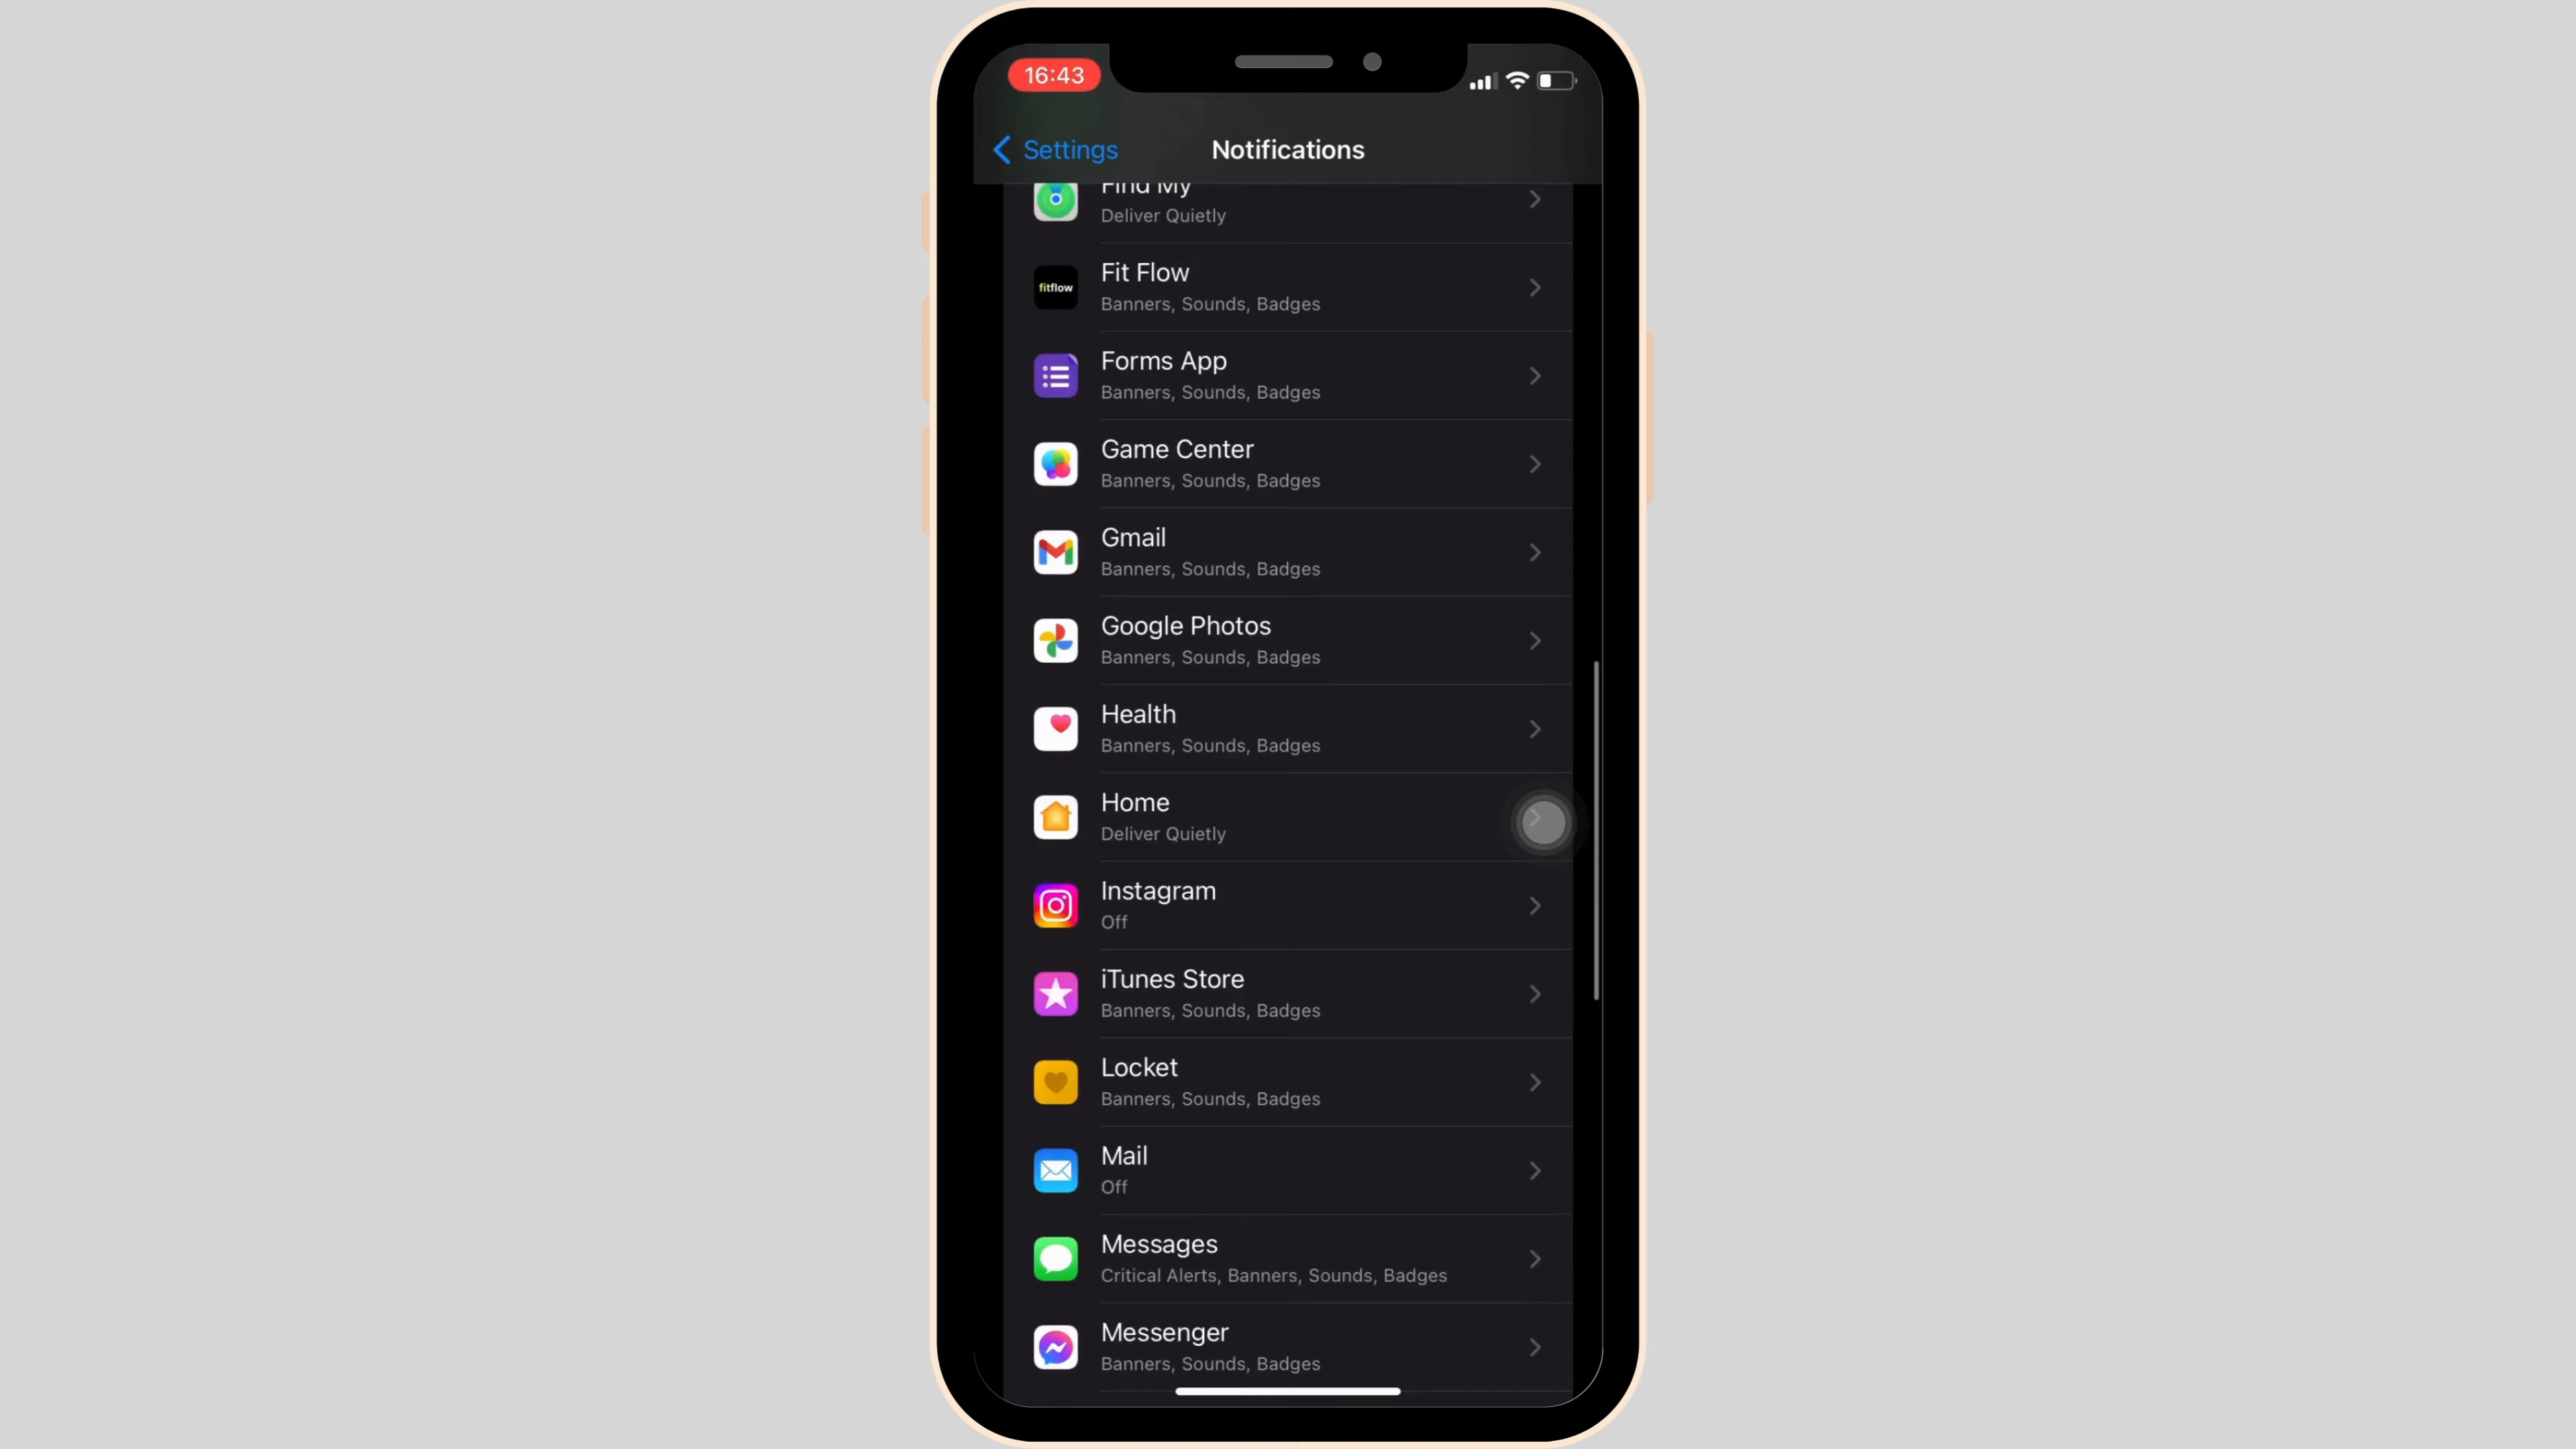 16:43
Settings
Notifications
Find My
Deliver Quietly
fitflow
Fit Flow
Banners, Sounds, Badges
Forms App
Banners, Sounds, Badges
Game Center
Banners, Sounds, Badges
Gmail
Banners, Sounds, Badges
Google Photos
Banners, Sounds, Badges
Health
Banners, Sounds, Badges
Home
Deliver Quietly
Instagram
Off
iTunes Store
Banners, Sounds, Badges
Locket
Banners, Sounds, Badges
Mail
Off
Messages
Critical Alerts, Banners, Sounds, Badges
Messenger
Banners, Sounds, Badges